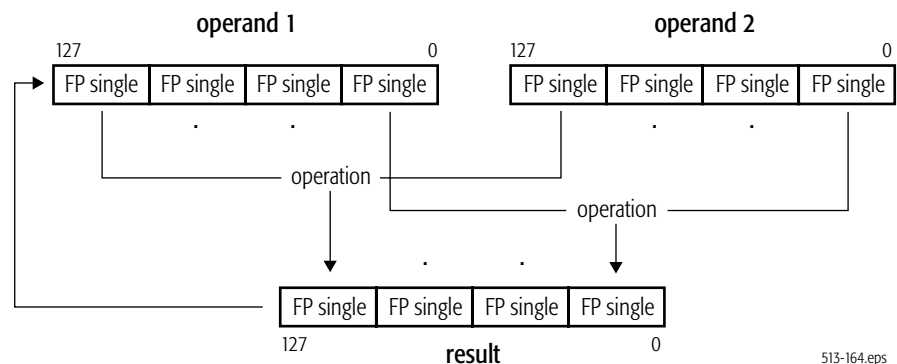 operand 1 operand 2
127 0 127 0
FP single FP single FP single FP single FP single FP single FP single FP single
. . . .
operation
operation
. .
FP single FP single FP single FP single
127 0
result
513-164.eps